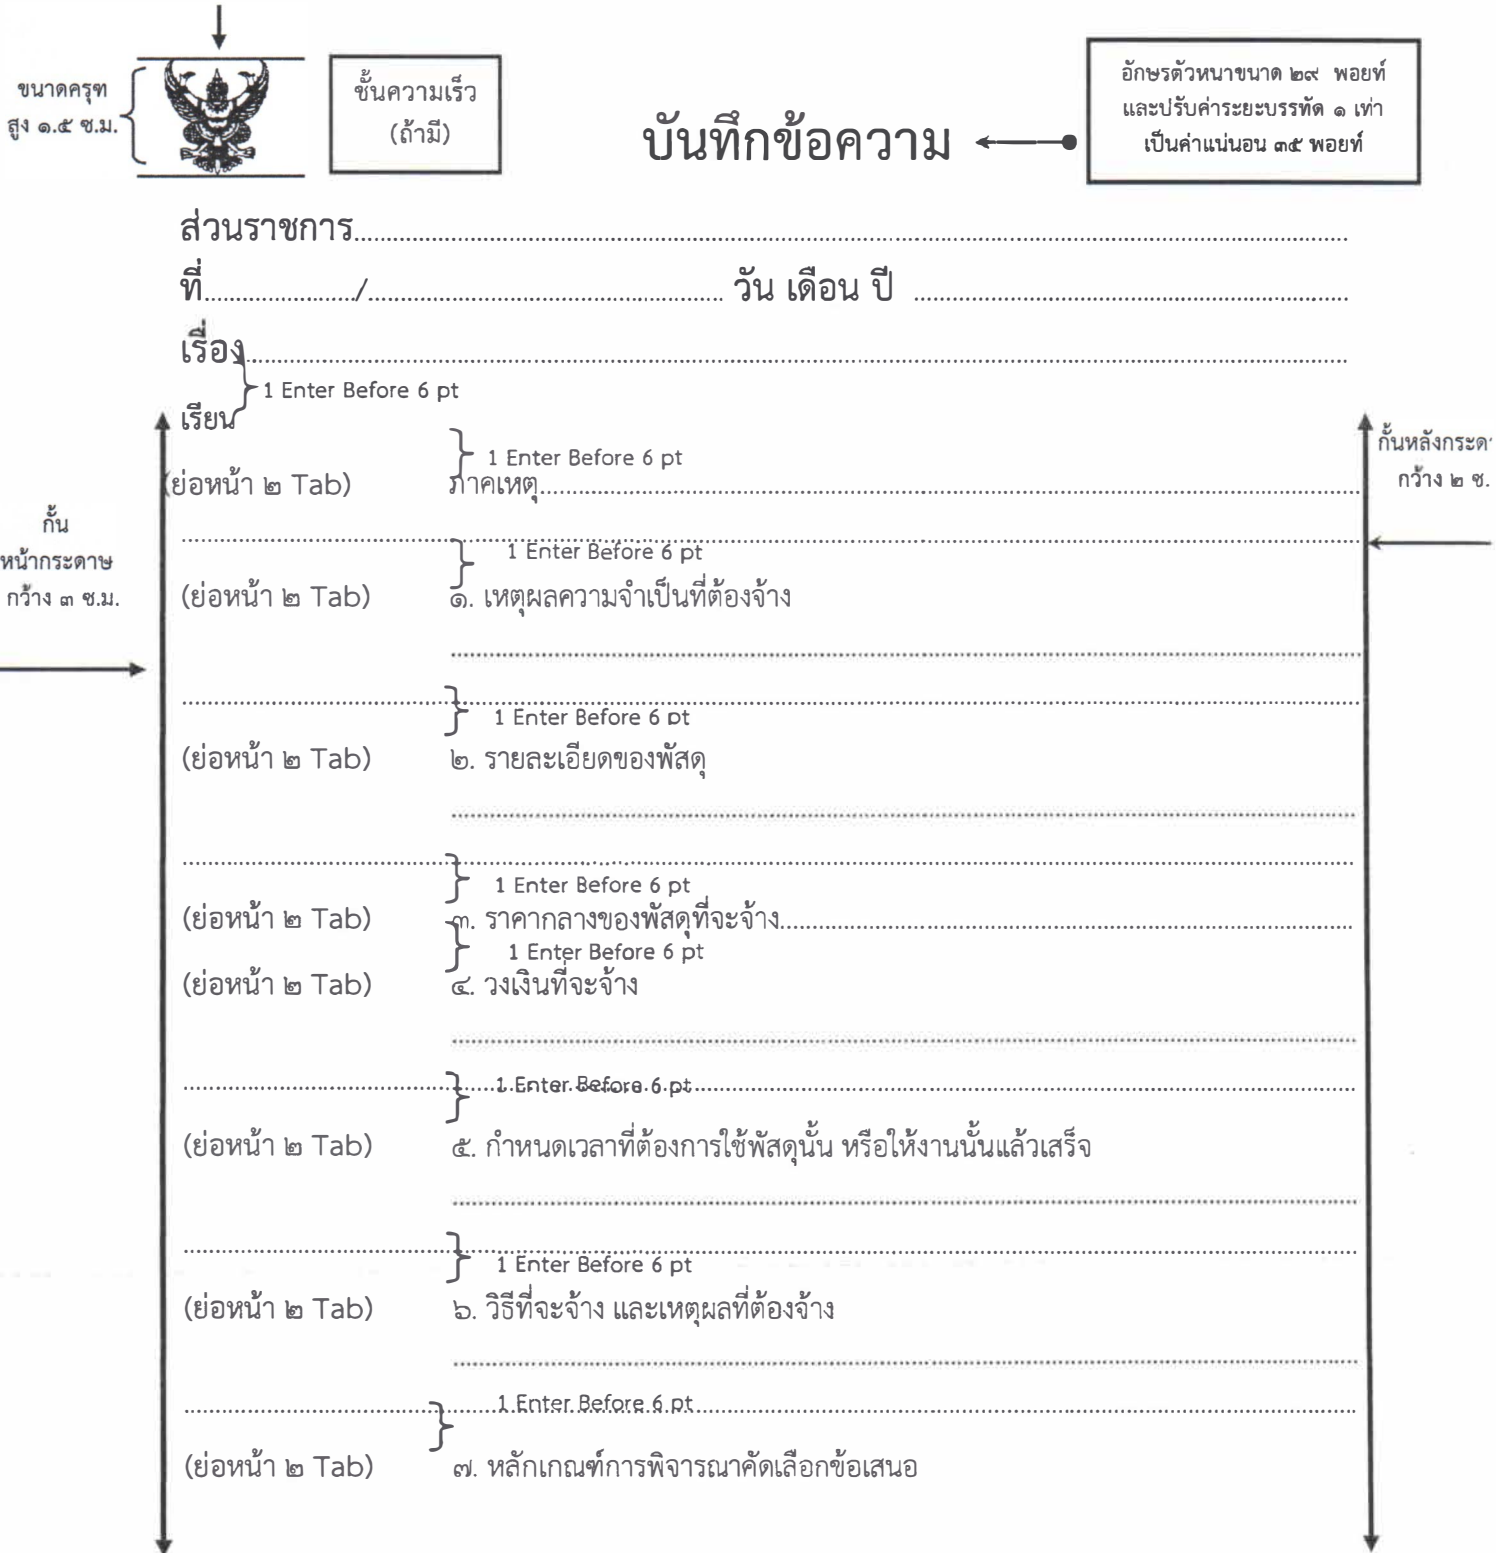 ขนาดครุฑ
สูง ๑.๕ ซ.ม.
ชั้นความเร็ว
(ถ้ามี)
บันทึกข้อความ
อักษรตัวหนาขนาด ๒๙ พอยท์
และปรับค่าระยะบรรทัด ๑ เท่า
เป็นค่าแน่นอน ๓๕ พอยท์
ส่วนราชการ
ที่ / วัน เดือน ปี
เรื่อง
1 Enter Before 6 pt
เรียน
1 Enter Before 6 pt
(ย่อหน้า ๒ Tab) ภาคเหตุ
กั้นหลังกระดา
กว้าง ๒ ซ.
กั้น
หน้ากระดาษ
กว้าง ๓ ซ.ม.
1 Enter Before 6 pt
(ย่อหน้า ๒ Tab) ๑. เหตุผลความจำเป็นที่ต้องจ้าง
1 Enter Before 6 pt
(ย่อหน้า ๒ Tab) ๒. รายละเอียดของพัสดุ
1 Enter Before 6 pt
(ย่อหน้า ๒ Tab) ๓. ราคากลางของพัสดุที่จะจ้าง
1 Enter Before 6 pt
(ย่อหน้า ๒ Tab) ๔. วงเงินที่จะจ้าง
1 Enter Before 6 pt
(ย่อหน้า ๒ Tab) ๕. กำหนดเวลาที่ต้องการใช้พัสดุนั้น หรือให้งานนั้นแล้วเสร็จ
1 Enter Before 6 pt
(ย่อหน้า ๒ Tab) ๖. วิธีที่จะจ้าง และเหตุผลที่ต้องจ้าง
1 Enter Before 6 pt
(ย่อหน้า ๒ Tab) ๗. หลักเกณฑ์การพิจารณาคัดเลือกข้อเสนอ